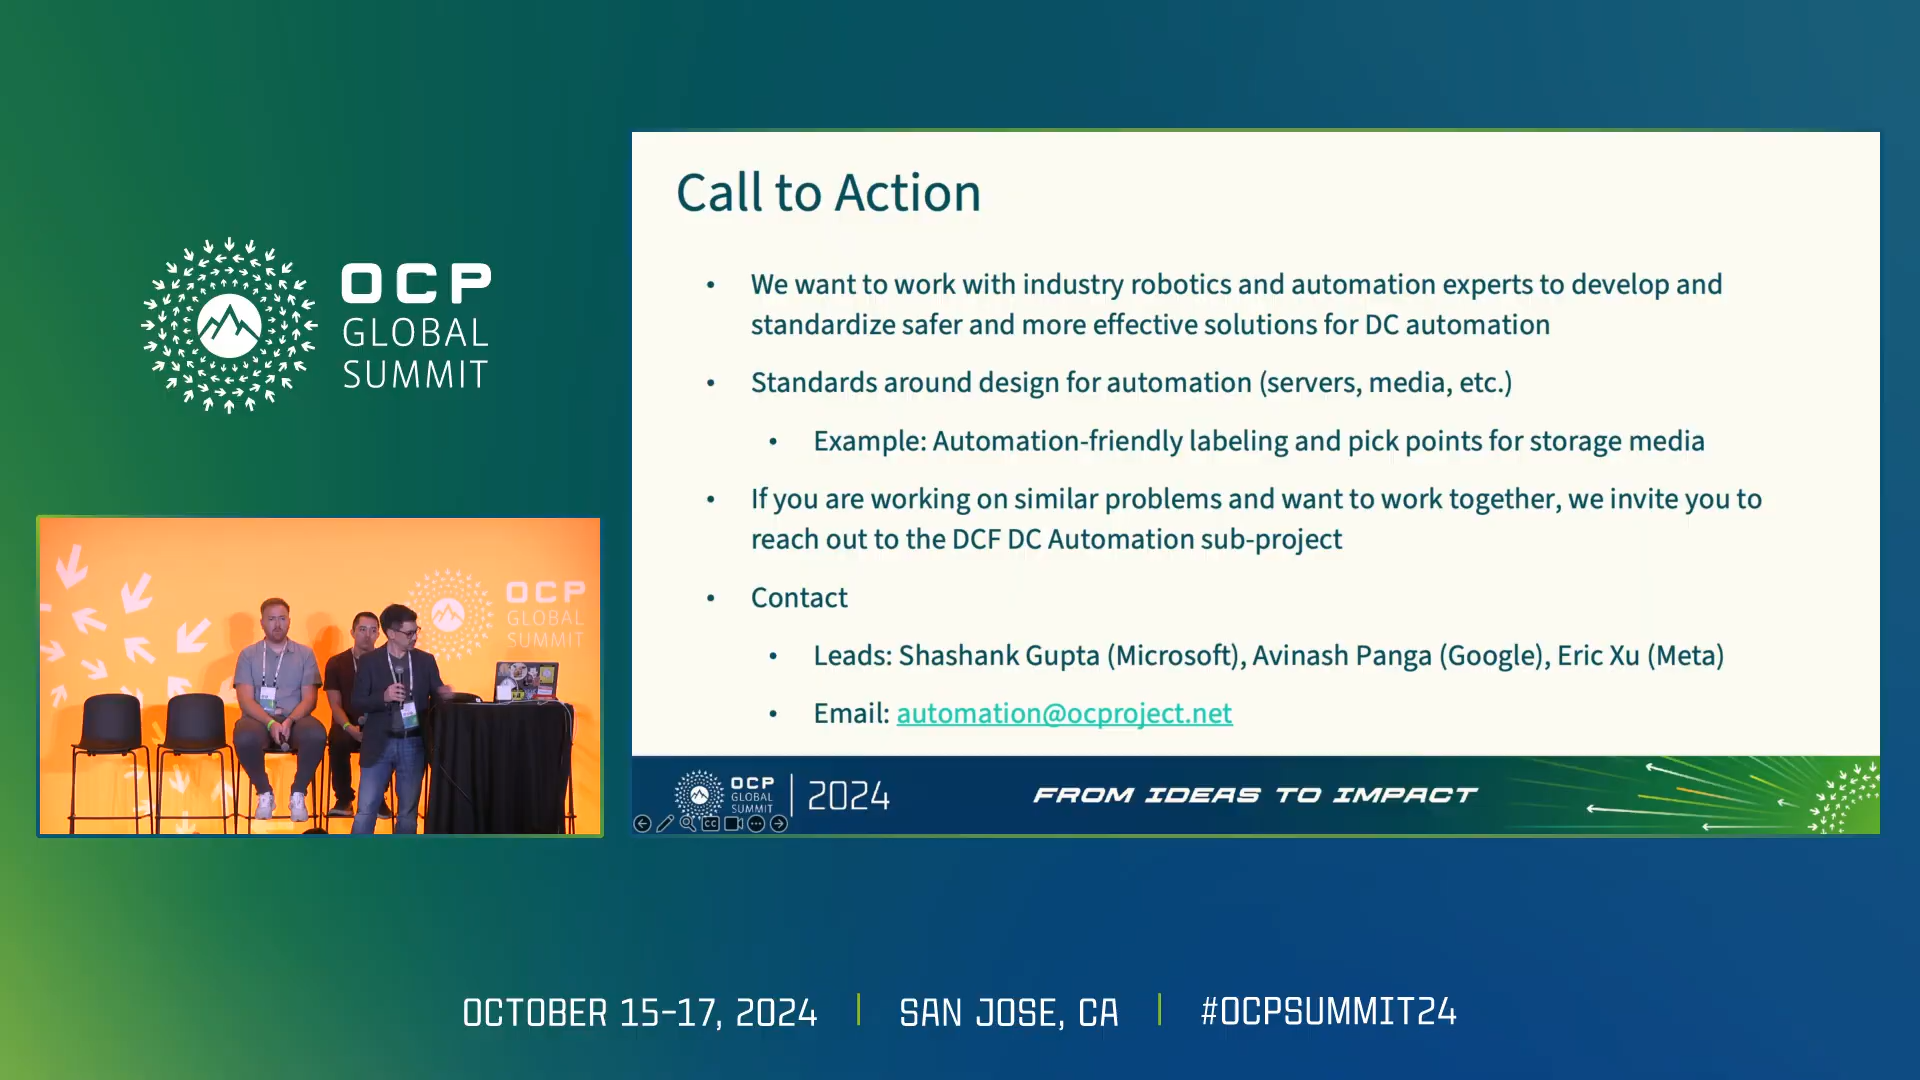 OCP
GLOBAL
SUMMIT
OCP
GLOBAL
SUMMIT
Call to Action
• We want to work with industry robotics and automation experts to develop and
standardize safer and more effective solutions for DC automation
• Standards around design for automation (servers, media, etc.)
• Example: Automation-friendly labeling and pick points for storage media
• If you are working on similar problems and want to work together, we invite you to
reach out to the DCF DC Automation sub-project
• Contact
• Leads: Shashank Gupta (Microsoft), Avinash Panga (Google), Eric Xu (Meta)
• Email: automation@ocproject.net
OCP
GLOBAL
SUMMIT
2024
FROM IDEAS TO IMPACT
CC
OCTOBER 15-17, 2024 | SAN JOSE, CA | #OCPSUMMIT24